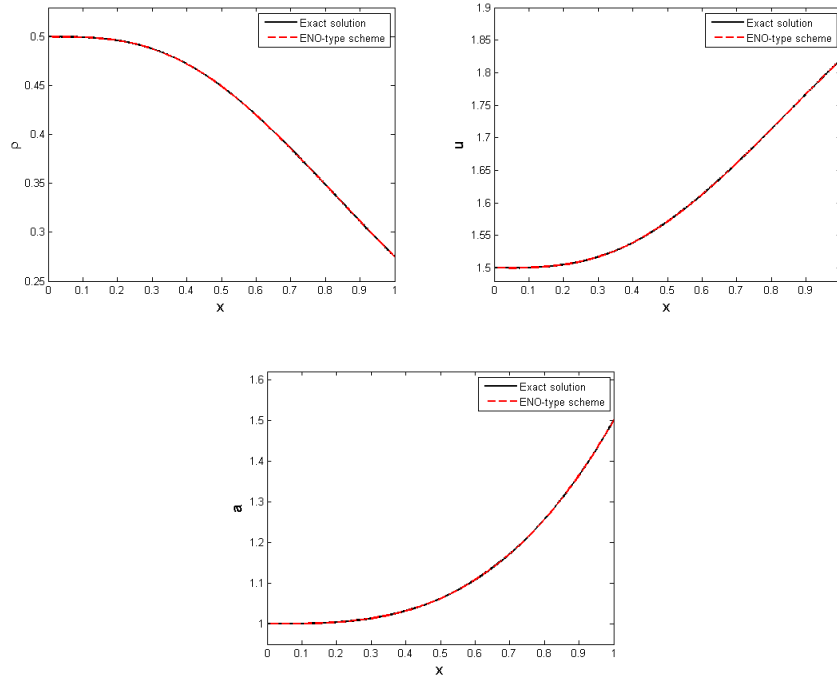 Exact solution
ENO-type scheme
0.5
0.45
0.4
0.35
0.3
0.25
ρ
0 0.1 0.2 0.3 0.4 0.5 0.6 0.7 0.8 0.9 1
x
Exact solution
ENO-type scheme
1.9
1.85
1.8
1.75
1.7
1.65
1.6
1.55
1.5
u
0 0.1 0.2 0.3 0.4 0.5 0.6 0.7 0.8 0.9
x
Exact solution
ENO-type scheme
1.6
1.5
1.4
1.3
1.2
1.1
1
a
0 0.1 0.2 0.3 0.4 0.5 0.6 0.7 0.8 0.9 1
x